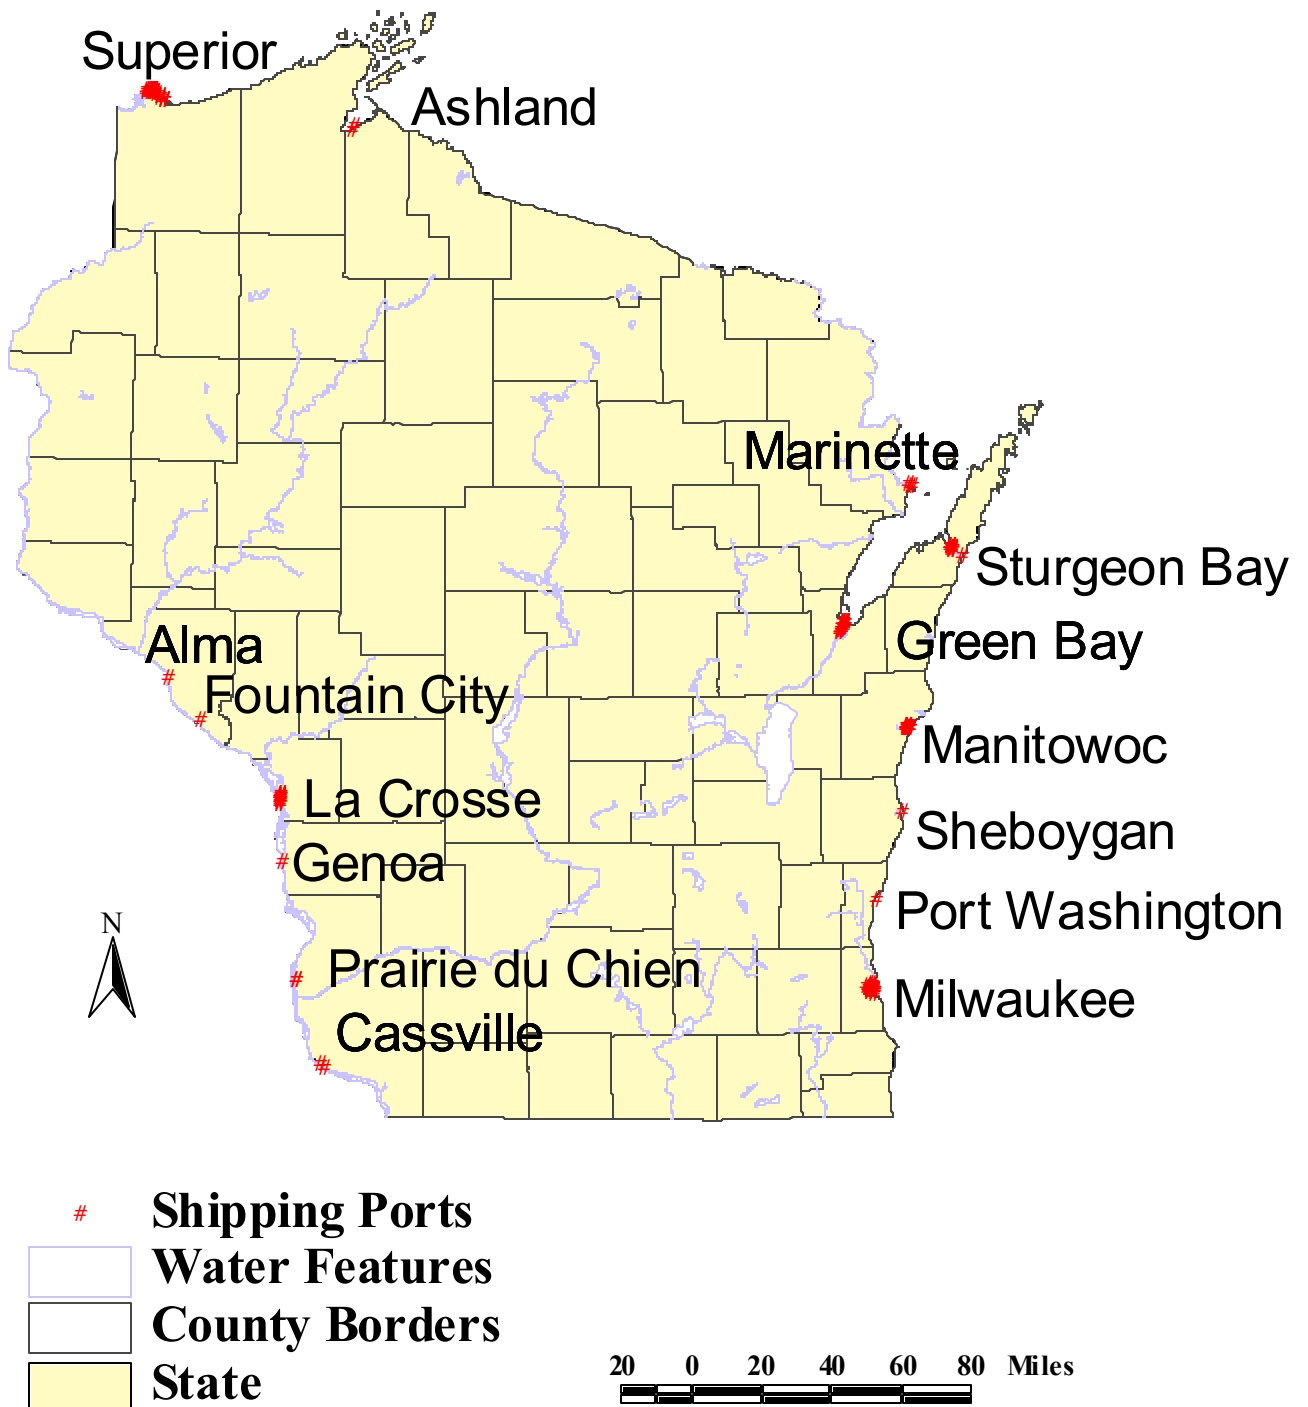 Superior
Ashland
Marinette
Sturgeon Bay
Alma
Green Bay
Fountain City
Manitowoc
La Crosse
Sheboygan
Genoa
Port Washington
N
Prairie du Chien
Milwaukee
Cassville
# Shipping Ports
Water Features
County Borders
State
20 0 20 40 60 80 Miles